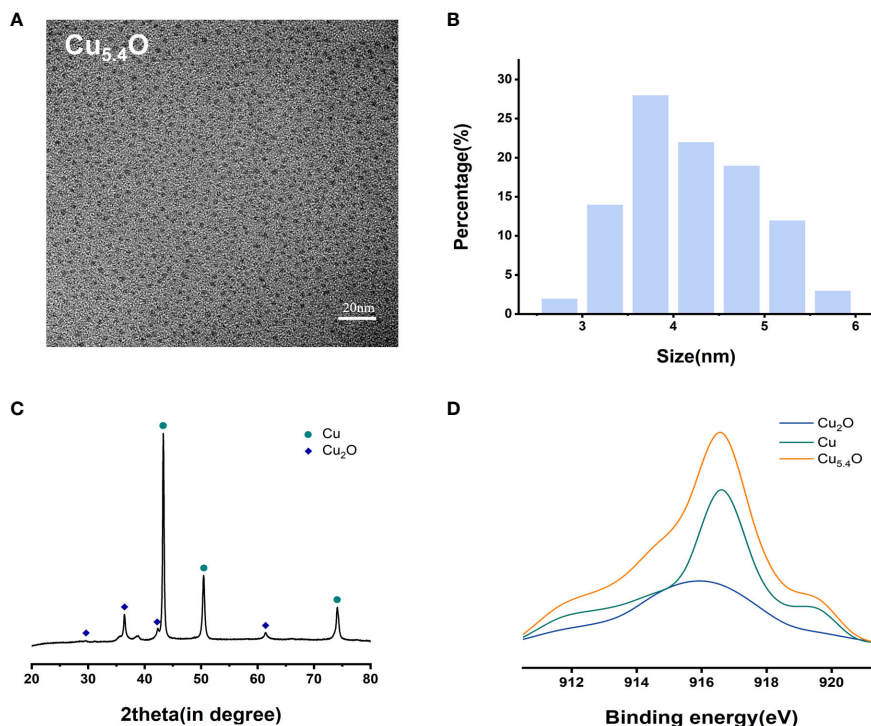 A
Cu5.4O
20nm
B
Percentage(%)
30
25
20
15
10
5
0
3 4 5 6
Size(nm)
C
Cu
Cu2O
20 30 40 50 60 70 80
2theta(in degree)
D
Cu2O
Cu
Cu5.4O
912 914 916 918 920
Binding energy(eV)